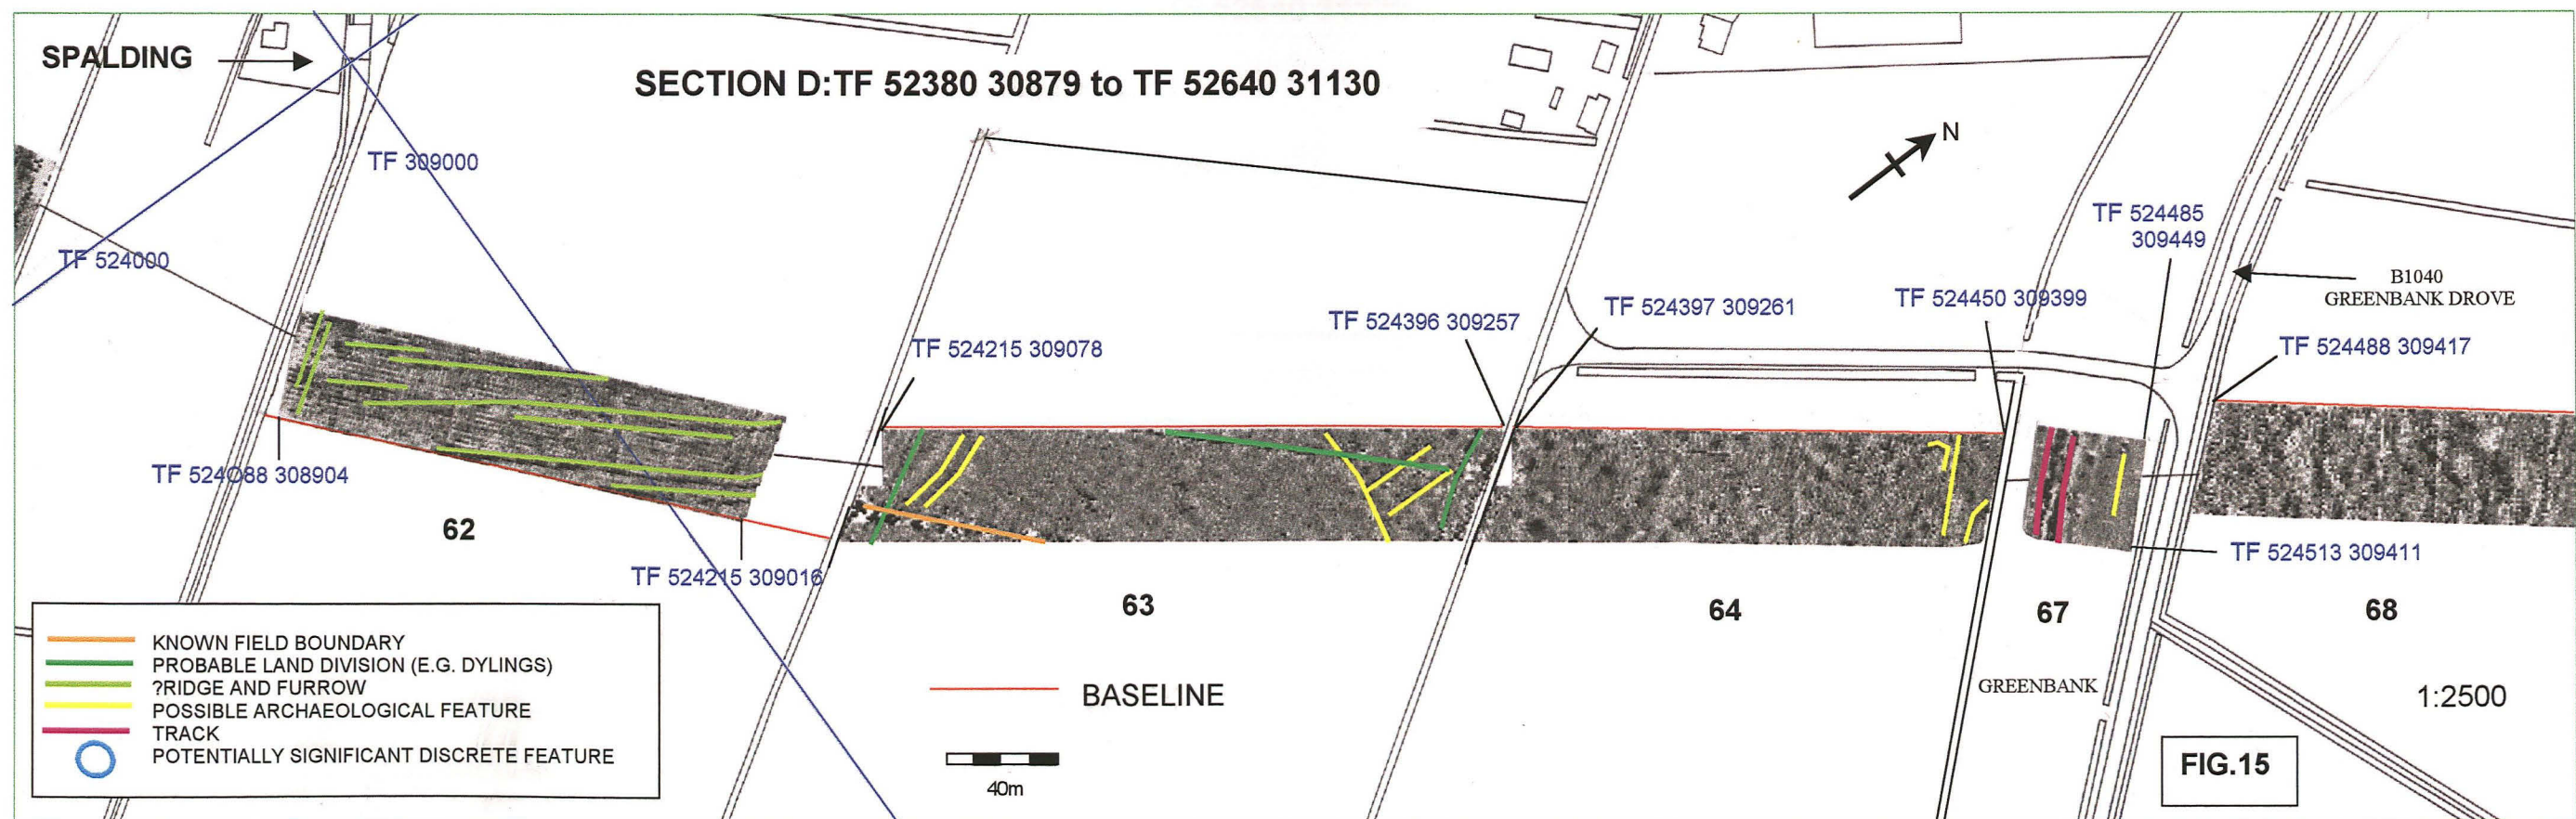 SPALDING
SECTION D:TF 52380 30879 to TF 52640 31130
N
TF 309000
TF 524000
TF 524485
309449
B1040
GREENBANK DROVE
TF 524396 309257
TF 524397 309261
TF 524450 309399
TF 524215 309078
TF 524488 309417
TF 524O88 308904
62
TF 524215 309016
TF 524513 309411
63
64
67
68
KNOWN FIELD BOUNDARY
PROBABLE LAND DIVISION (E.G. DYLINGS)
?RIDGE AND FURROW
POSSIBLE ARCHAEOLOGICAL FEATURE
TRACK
POTENTIALLY SIGNIFICANT DISCRETE FEATURE
BASELINE
40m
GREENBANK
1:2500
FIG.15